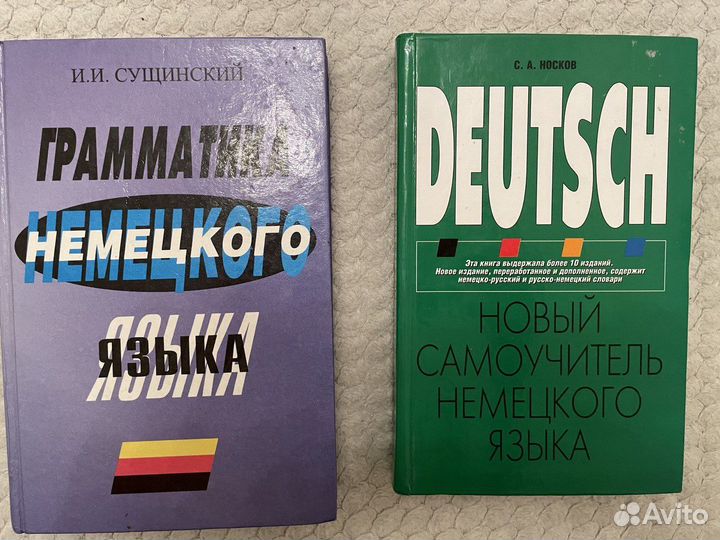 И.И. СУЩИНСКИЙ
ГРАММАТИКА
НЕМЕЦКОГО
ЯЗЫКА
С. А. НОСКОВ
DEUTSCH
Эта книга выдержала более 10 изданий.
Новое издание, переработанное и дополненное, содержит
немецко-русский и русско-немецкий словари
НОВЫЙ
САМОУЧИТЕЛЬ
НЕМЕЦКОГО
ЯЗЫКА
Avito